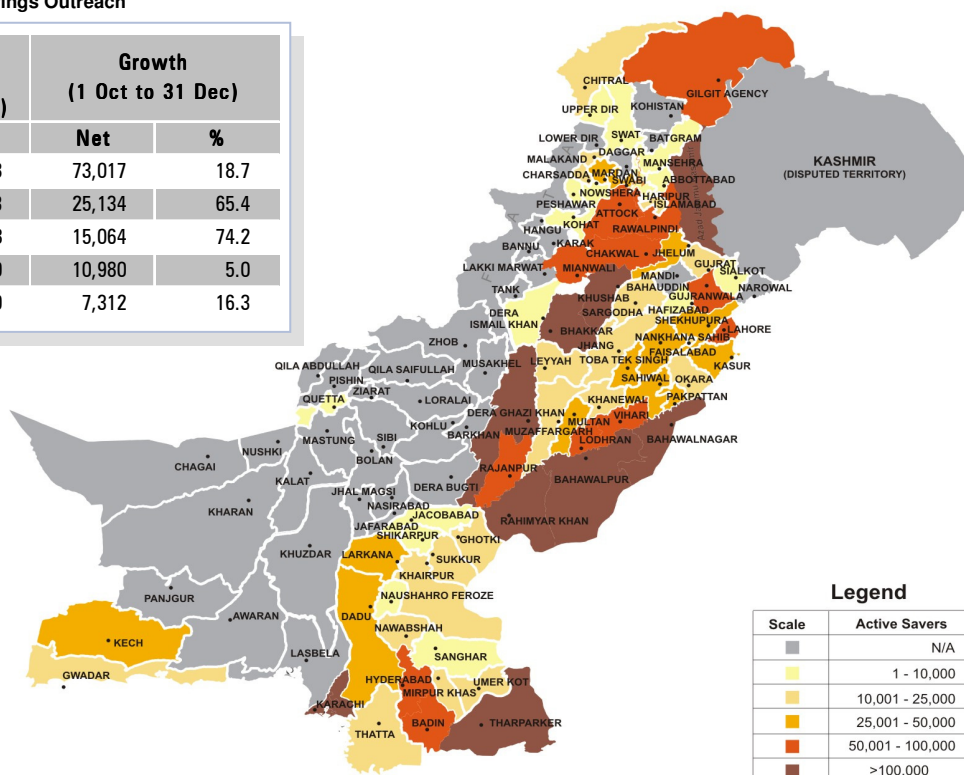 ings Outreach
)
Growth
(1 Oct to 31 Dec)
Net
%
73,017
18.7
25,134
65.4
15,064
74.2
10,980
5.0
7,312
16.3
CHITRAL
GILGIT AGENCY
UPPER DIR
KOHISTAN
LOWER DIR
SWAT
BATGRAM
DAGGAR
MALAKAND
MANSEHRA
KASHMIR
(DISPUTED TERRITORY)
CHARSADDA
MARDAN
SWABI
ABBOTTABAD
NOWSHERA
HARIPUR
PESHAWAR
ISLAMABAD
ATTOCK
KOHAT
RAWALPINDI
HANGU
BANNU
KARAK
CHAKWAL
JHELUM
LAKKI MARWAT
MIANWALI
GUJRAT
SIALKOT
MANDI
BAHAUDDIN
NAROWAL
TANK
KHUSHAB
GUJRANWALA
DERA
ISMAIL KHAN
SARGODHA
HAFIZABAD
SHEKHUPURA
BHAKKAR
LAHORE
ZHOB
JHANG
NANKHANA SAHIB
FAISALABAD
QILA ABDULLAH
QILA SAIFULLAH
MUSAKHEL
LEYYAH
TOBA TEK SINGH
KASUR
PISHIN
ZIARAT
SAHIWAL
OKARA
QUETTA
LORALAI
KHANEWAL
PAKPATTAN
DERA GHAZI KHAN
MULTAN
VIHARI
KOHLU
BARKHAN
MUZAFFARGARH
MASTUNG
SIBI
LODHRAN
BAHAWALNAGAR
NUSHKI
BOLAN
CHAGAI
RAJANPUR
BAHAWALPUR
KALAT
DERA BUGTI
JHAL MAGSI
KHARAN
NASIRABAD
JACOBABAD
RAHIMYAR KHAN
JAFARABAD
SHIKARPUR
GHOTKI
KHUZDAR
LARKANA
SUKKUR
KHAIRPUR
PANJGUR
NAUSHAHRO FEROZE
AWARAN
DADU
NAWABSHAH
KECH
LASBELA
SANGHAR
GWADAR
HYDERABAD
UMER KOT
MIRPUR KHAS
KARACHI
BADIN
THARPARKER
THATTA
Legend
Scale
Active Savers
N/A
1 - 10,000
10,001 - 25,000
25,001 - 50,000
50,001 - 100,000
>100,000